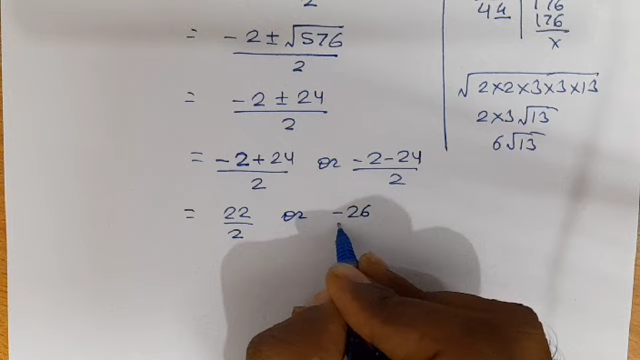 2
= -2 ± √576
2
= -2 ± 24
2
= -2 + 24 or -2 - 24
2 2
= 22 or -26
2
44 176
176
x
√2×2×3×3×13
2×3√13
6√13